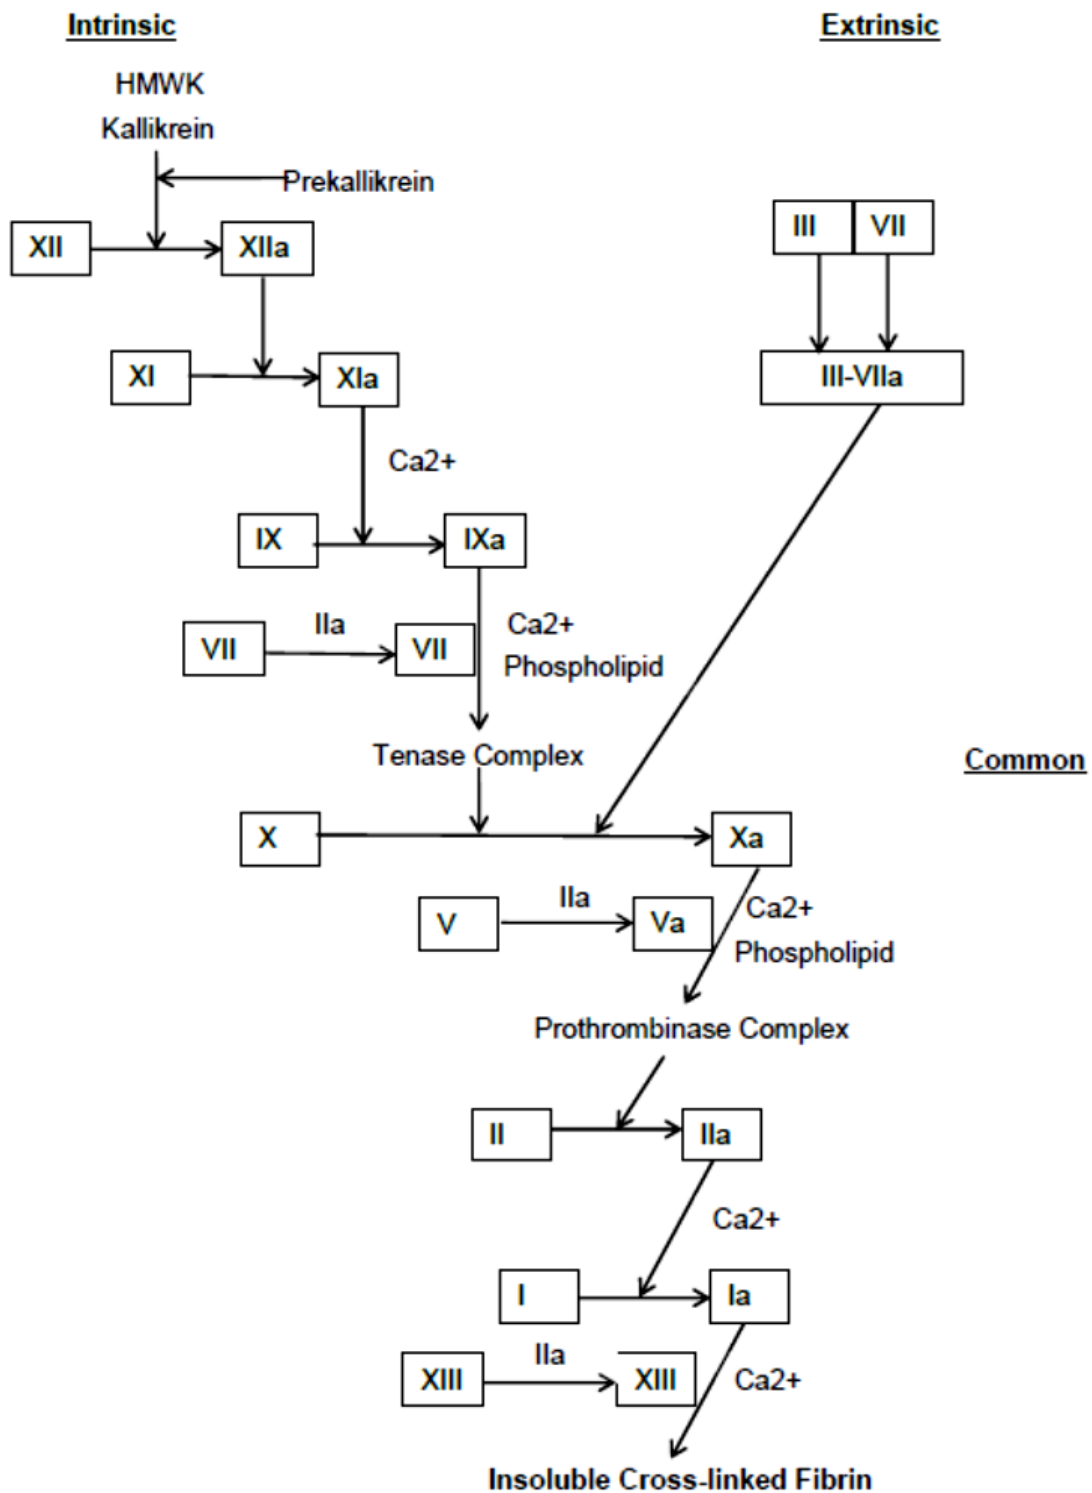 Intrinsic
Extrinsic
HMWK
Kallikrein
Prekallikrein
III VII
XII XIIa
XI XIa
III-VIIa
Ca2+
IX IXa
IIa
Ca2+
VII VII
Phospholipid
Tenase Complex
Common
X Xa
IIa
Ca2+
V Va
Phospholipid
Prothrombinase Complex
II IIa
Ca2+
I Ia
IIa
XIII XIII
Ca2+
Insoluble Cross-linked Fibrin